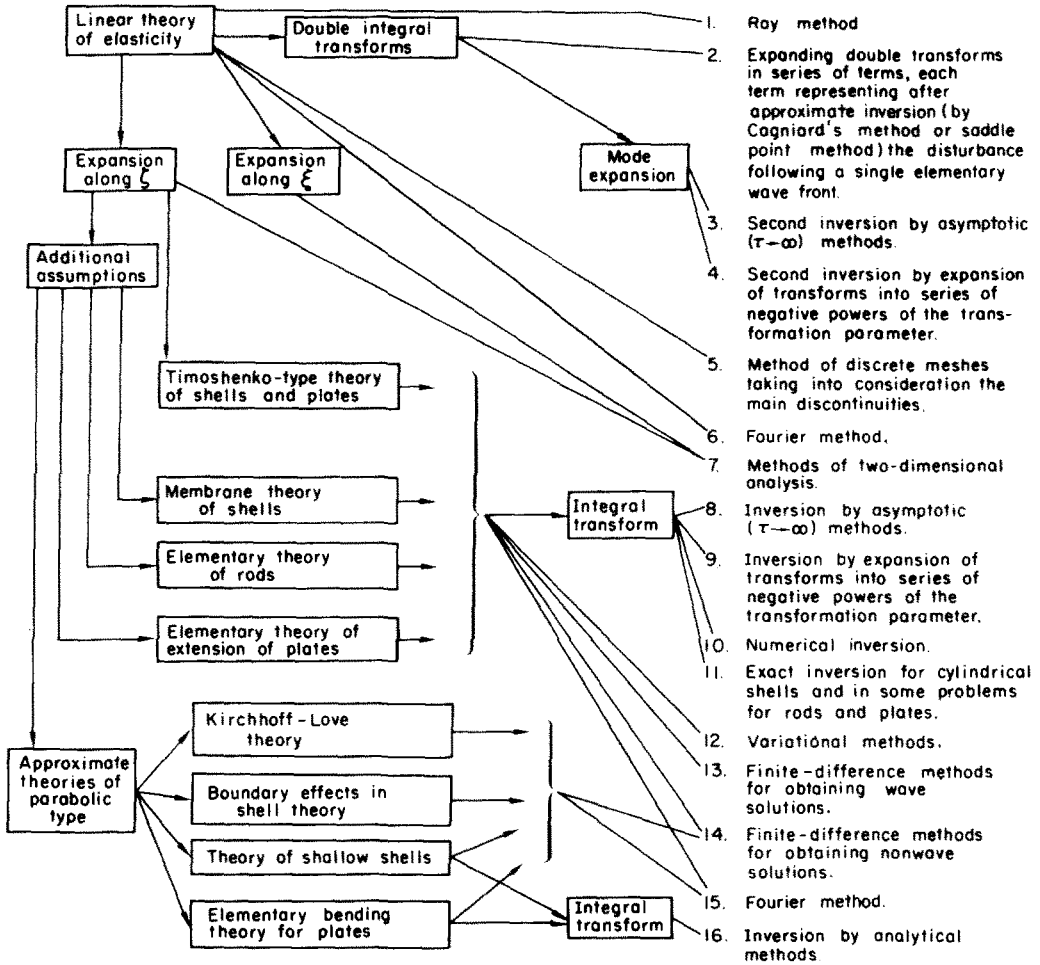 Linear theory
of elasticity
Double integral
transforms
Expansion
along ζ
Expansion
along ξ
Mode
expansion
Additional
assumptions
Timoshenko-type theory
of shells and plates
Membrane theory
of shells
Elementary theory
of rods
Elementary theory of
extension of plates
Integral
transform
Approximate
theories of
parabolic
type
Kirchhoff-Love
theory
Boundary effects in
shell theory
Theory of shallow shells
Elementary bending
theory for plates
Integral
transform
1. Ray method
2. Expanding double transforms
in series of terms, each
term representing after
approximate inversion (by
Cagniard's method or saddle
point method) the disturbance
following a single elementary
wave front.
3. Second inversion by asymptotic
(τ→∞) methods.
4. Second inversion by expansion
of transforms into series of
negative powers of the trans-
formation parameter.
5. Method of discrete meshes
taking into consideration the
main discontinuities.
6. Fourier method.
7. Methods of two-dimensional
analysis.
8. Inversion by asymptotic
(τ→∞) methods.
9. Inversion by expansion of
transforms into series of
negative powers of the
transformation parameter.
10. Numerical inversion.
11. Exact inversion for cylindrical
shells and in some problems
for rods and plates.
12. Variational methods.
13. Finite-difference methods
for obtaining wave
solutions.
14. Finite-difference methods
for obtaining nonwave
solutions.
15. Fourier method.
16. Inversion by analytical
methods